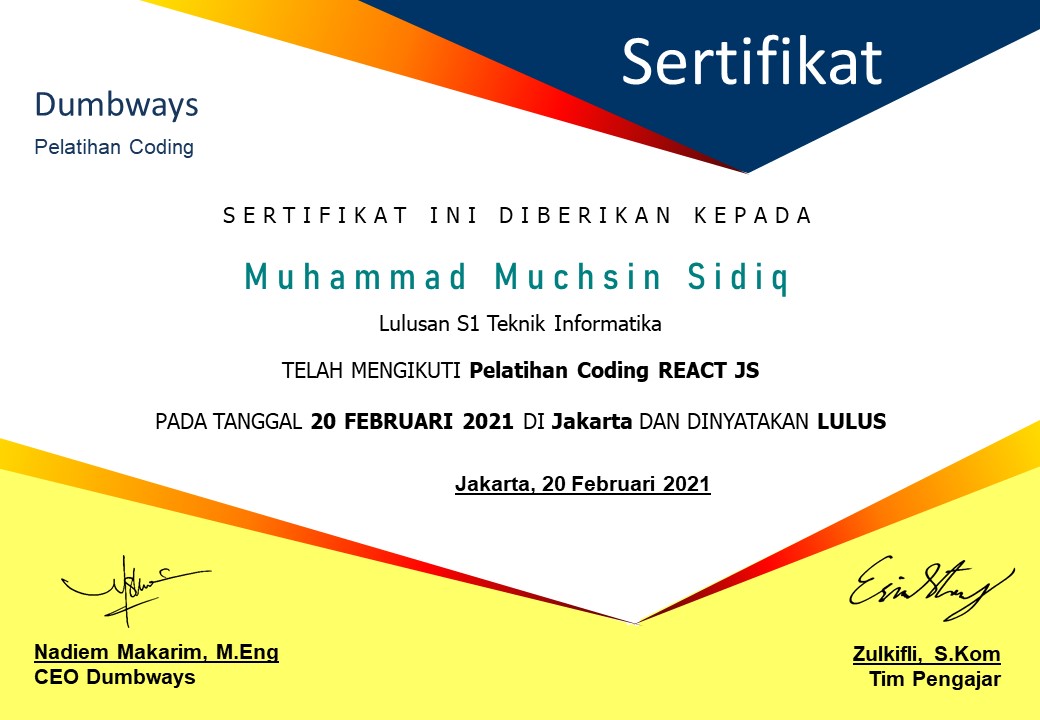 Sertifikat
Dumbways
Pelatihan Coding
SERTIFIKAT INI DIBERIKAN KEPADA
Muhammad Muchsin Sidiq
Lulusan S1 Teknik Informatika
TELAH MENGIKUTI Pelatihan Coding REACT JS
PADA TANGGAL 20 FEBRUARI 2021 DI Jakarta DAN DINYATAKAN LULUS
Jakarta, 20 Februari 2021
Nadiem Makarim, M.Eng
CEO Dumbways
Zulkifli, S.Kom
Tim Pengajar